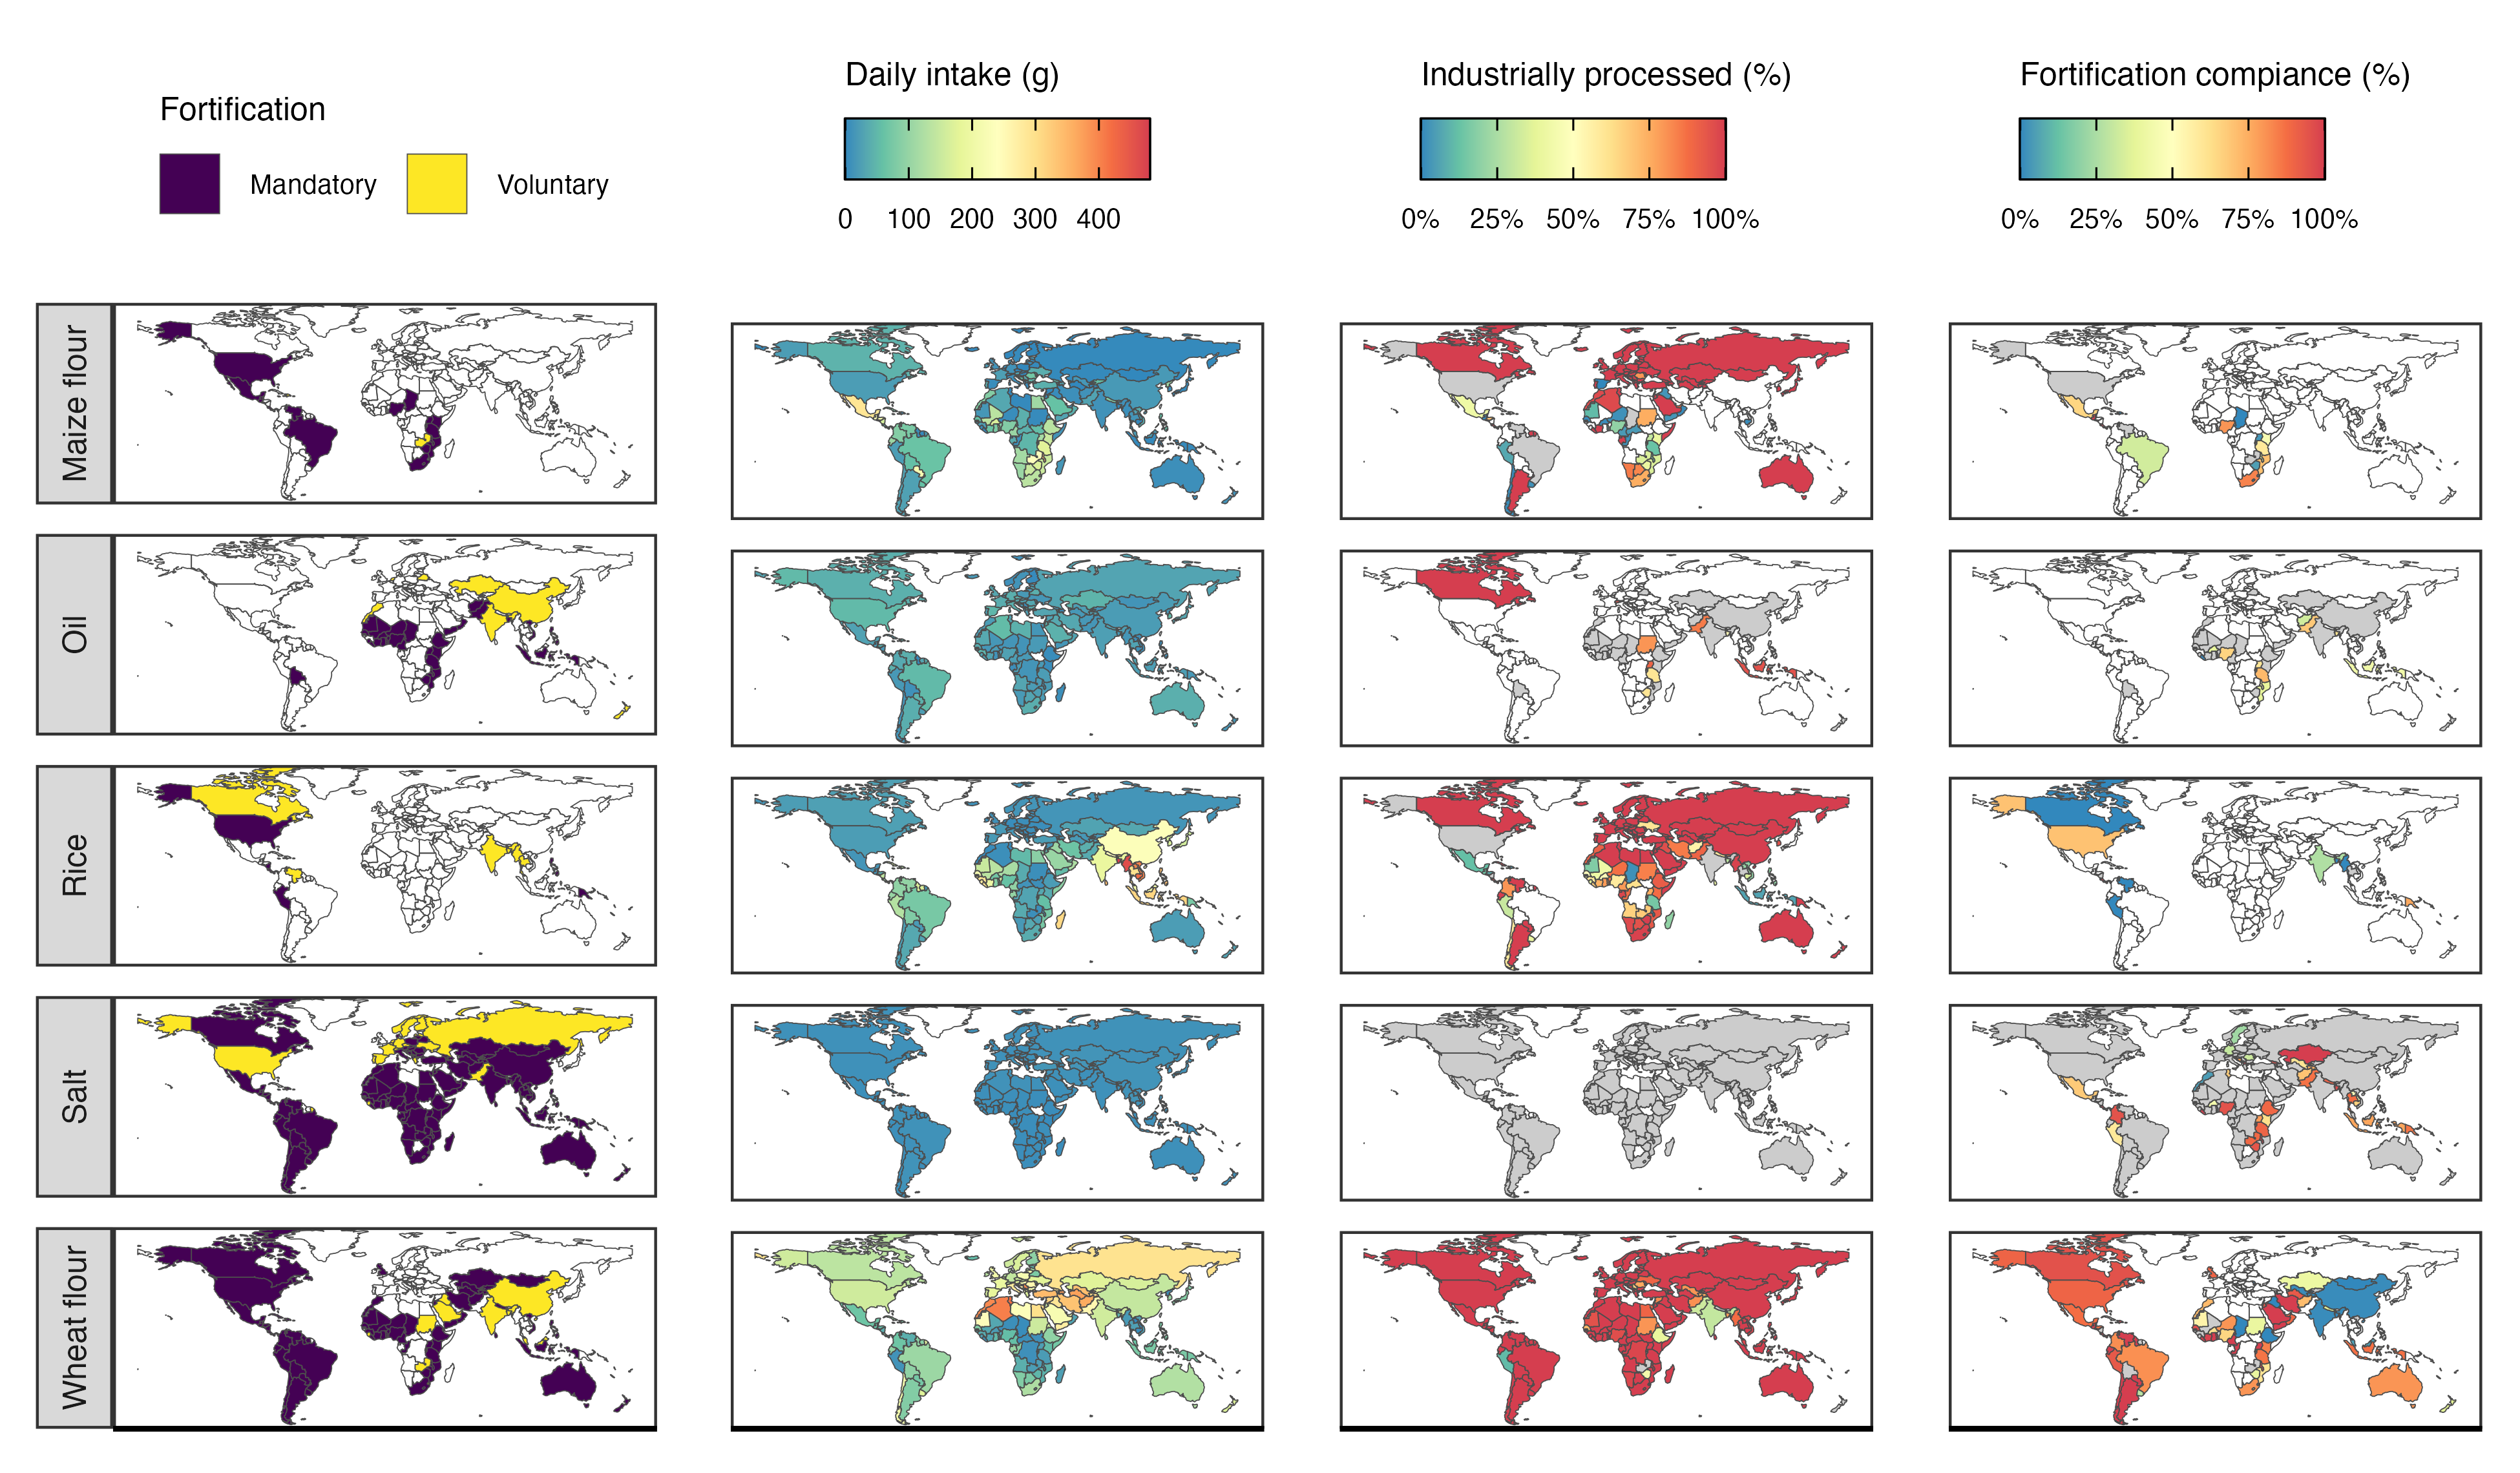 Fortification
Mandatory
Voluntary
Daily intake (g)
0 100 200 300 400
Industrially processed (%)
0% 25% 50% 75% 100%
Fortification compiance (%)
0% 25% 50% 75% 100%
Maize flour
Oil
Rice
Salt
Wheat flour